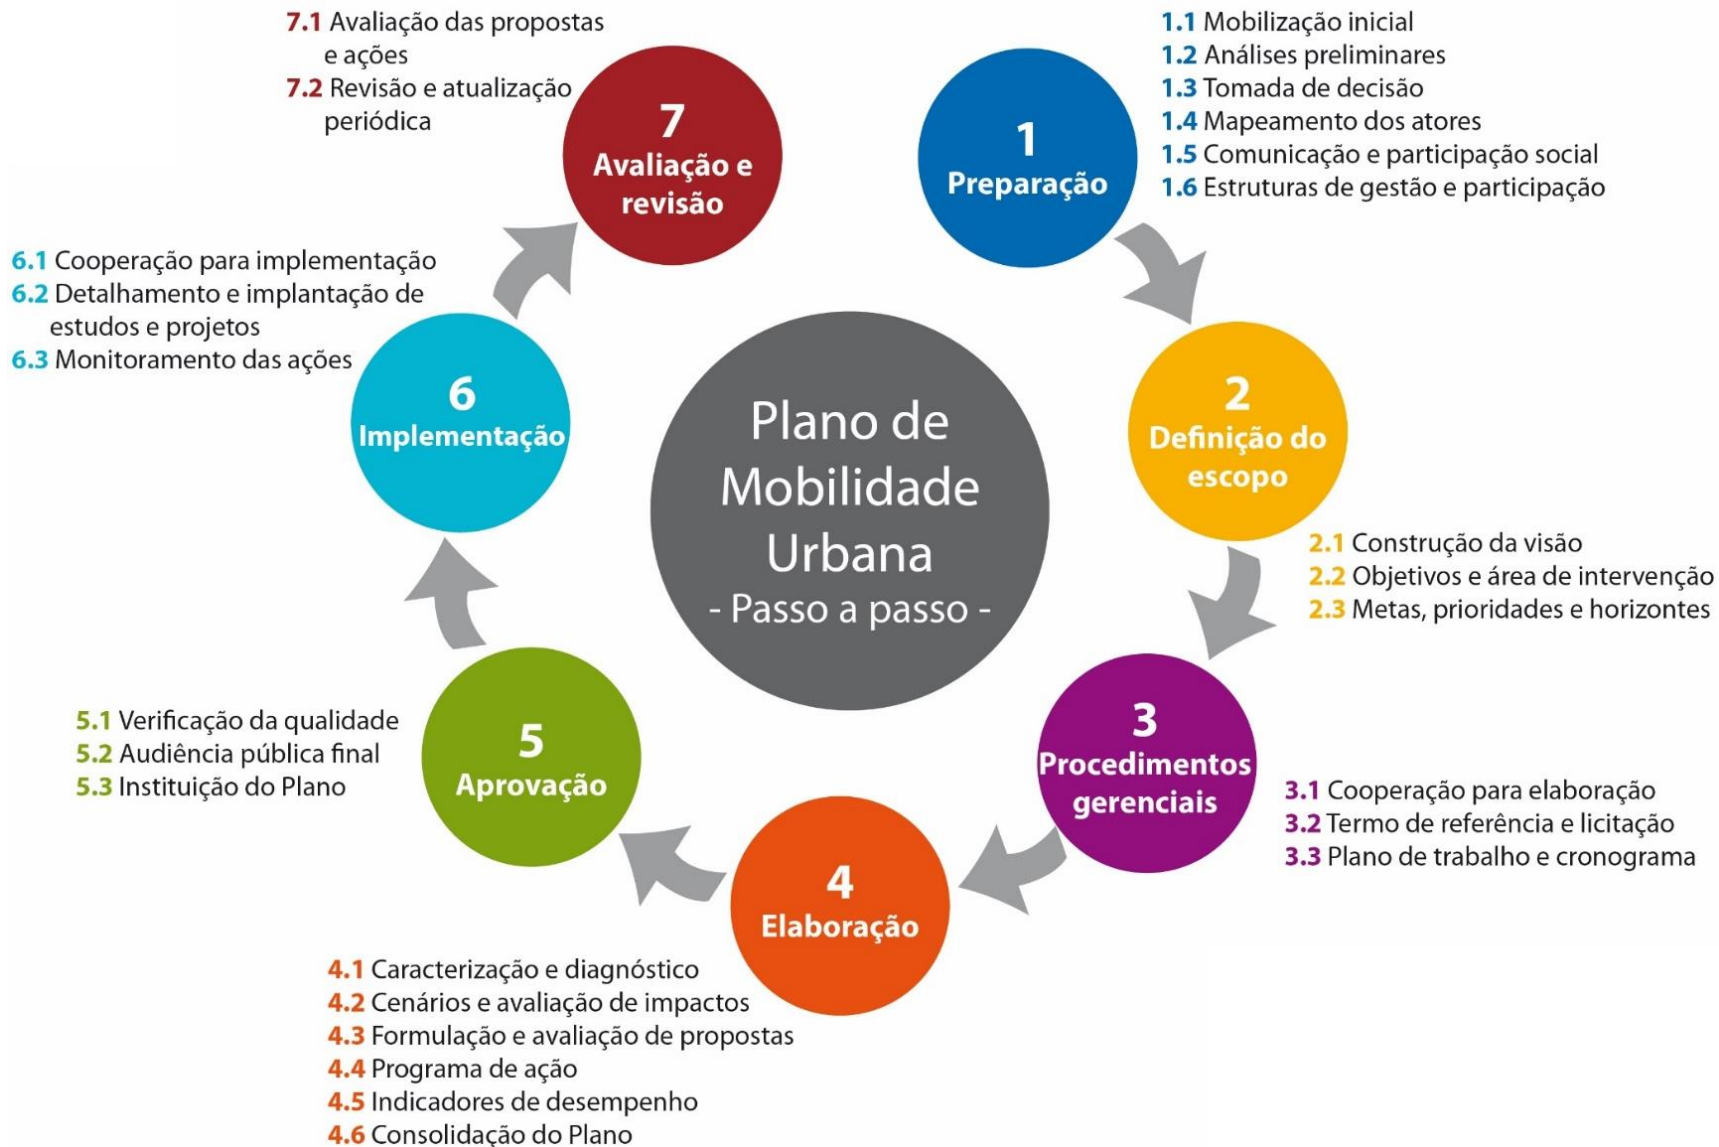 Plano de
Mobilidade
Urbana
- Passo a passo -
1
Preparação
1.1 Mobilização inicial
1.2 Análises preliminares
1.3 Tomada de decisão
1.4 Mapeamento dos atores
1.5 Comunicação e participação social
1.6 Estruturas de gestão e participação
2
Definição do
escopo
2.1 Construção da visão
2.2 Objetivos e área de intervenção
2.3 Metas, prioridades e horizontes
3
Procedimentos
gerenciais
3.1 Cooperação para elaboração
3.2 Termo de referência e licitação
3.3 Plano de trabalho e cronograma
4
Elaboração
4.1 Caracterização e diagnóstico
4.2 Cenários e avaliação de impactos
4.3 Formulação e avaliação de propostas
4.4 Programa de ação
4.5 Indicadores de desempenho
4.6 Consolidação do Plano
5
Aprovação
5.1 Verificação da qualidade
5.2 Audiência pública final
5.3 Instituição do Plano
6
Implementação
6.1 Cooperação para implementação
6.2 Detalhamento e implantação de
estudos e projetos
6.3 Monitoramento das ações
7
Avaliação e
revisão
7.1 Avaliação das propostas
e ações
7.2 Revisão e atualização
periódica